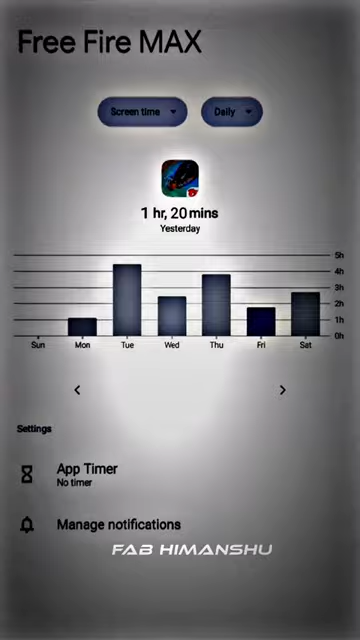 Free Fire MAX
Screen time Daily
1 hr, 20 mins
Yesterday
5h
4h
3h
2h
1h
0h
Sun Mon Tue Wed Thu Fri Sat
Settings
App Timer
No timer
Manage notifications
FAB HIMANSHU